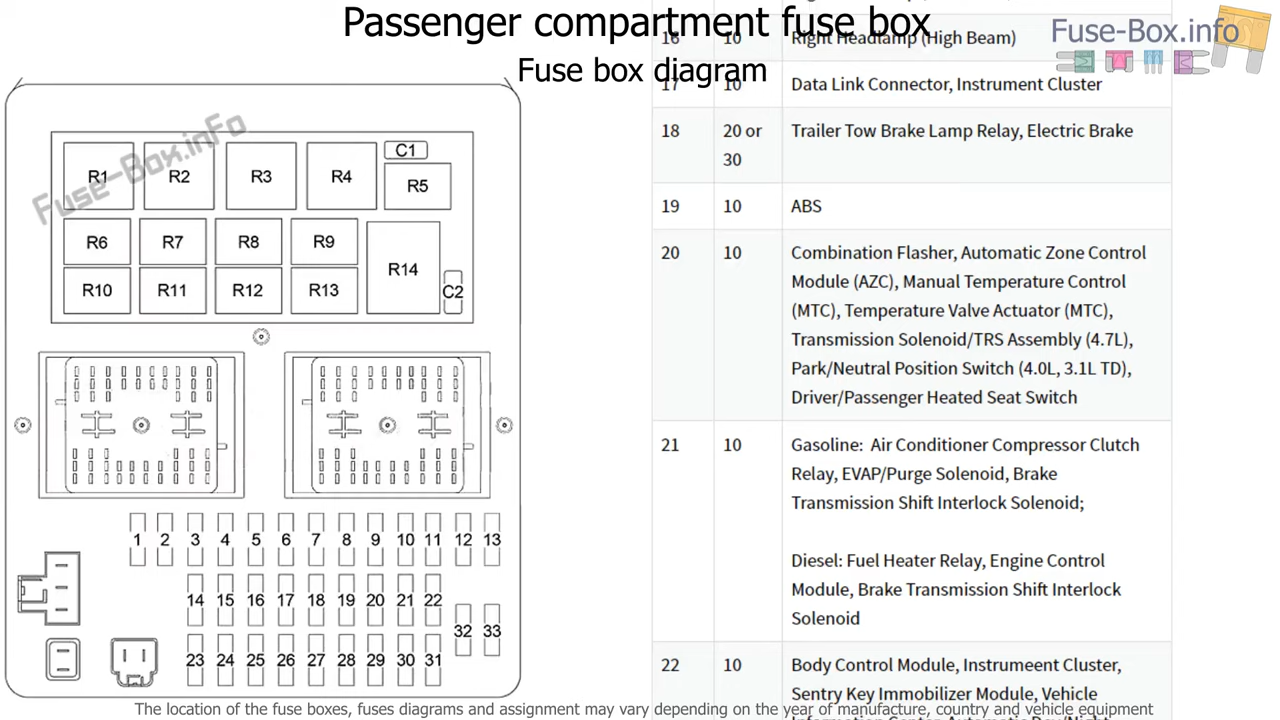 Passenger compartment fuse box
Fuse box diagram
Fuse-Box.info
Fuse-Box.info
R1 R2 R3 R4 C1
R5
R6 R7 R8 R9 R14
R10 R11 R12 R13 C2
1 2 3 4 5 6 7 8 9 10 11 12 13
14 15 16 17 18 19 20 21 22
32 33
23 24 25 26 27 28 29 30 31
16 10 Right Headlamp (High Beam)
17 10 Data Link Connector, Instrument Cluster
18 20 or Trailer Tow Brake Lamp Relay, Electric Brake
30
19 10 ABS
20 10 Combination Flasher, Automatic Zone Control
Module (AZC), Manual Temperature Control
(MTC), Temperature Valve Actuator (MTC),
Transmission Solenoid/TRS Assembly (4.7L),
Park/Neutral Position Switch (4.0L, 3.1L TD),
Driver/Passenger Heated Seat Switch
21 10 Gasoline: Air Conditioner Compressor Clutch
Relay, EVAP/Purge Solenoid, Brake
Transmission Shift Interlock Solenoid;
Diesel: Fuel Heater Relay, Engine Control
Module, Brake Transmission Shift Interlock
Solenoid
22 10 Body Control Module, Instrumeent Cluster,
Sentry Key Immobilizer Module, Vehicle
The location of the fuse boxes, fuses diagrams and assignment may vary depending on the year of manufacture, country and vehicle equipment